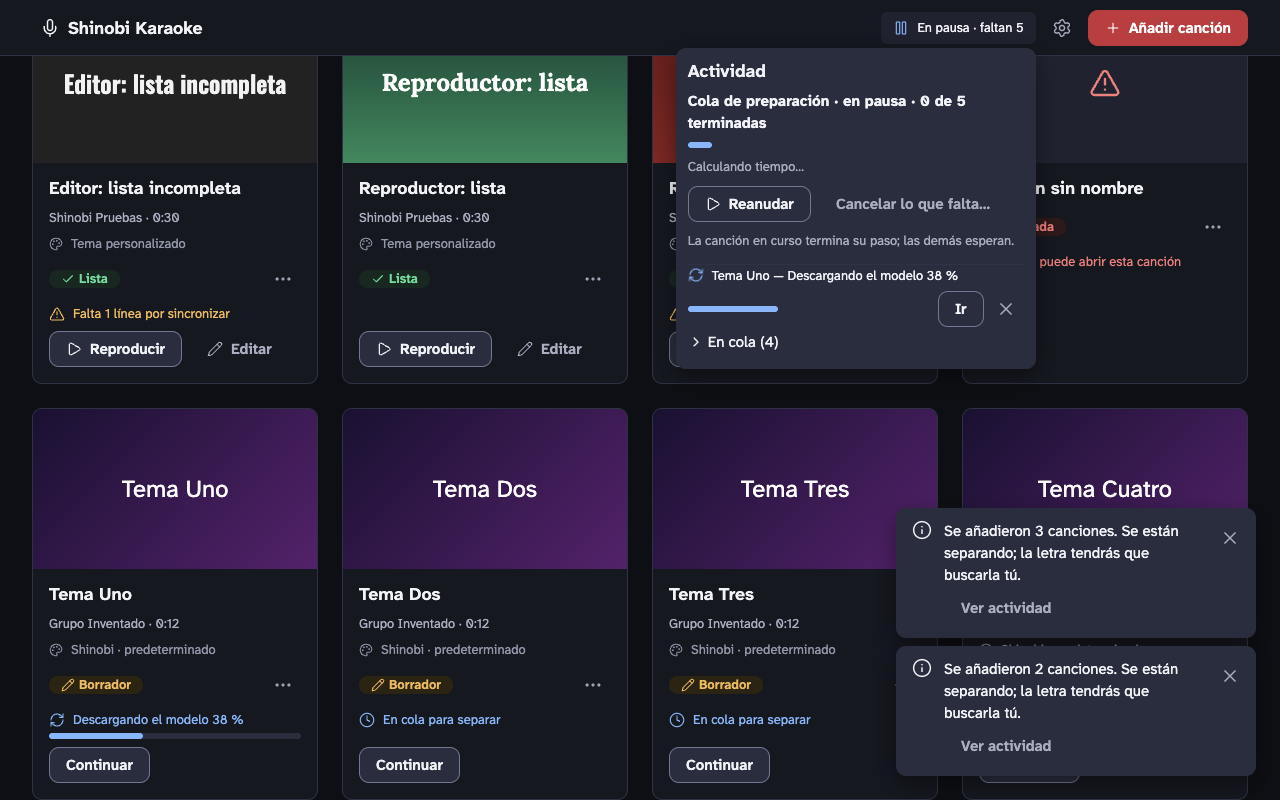 Shinobi Karaoke
En pausa · faltan 5
Añadir canción
Editor: lista incompleta
Reproductor: lista
Actividad
Cola de preparación · en pausa · 0 de 5
terminadas
Calculando tiempo...
Reanudar
Cancelar lo que falta...
La canción en curso termina su paso; las demás esperan.
Tema Uno — Descargando el modelo 38 %
Ir
En cola (4)
Editor: lista incompleta
Shinobi Pruebas · 0:30
Tema personalizado
Lista
Falta 1 línea por sincronizar
Reproducir
Editar
Reproductor: lista
Shinobi Pruebas · 0:30
Tema personalizado
Lista
Reproducir
Editar
sin nombre
puede abrir esta canción
Tema Uno
Tema Uno
Grupo Inventado · 0:12
Shinobi · predeterminado
Borrador
Descargando el modelo 38 %
Continuar
Tema Dos
Tema Dos
Grupo Inventado · 0:12
Shinobi · predeterminado
Borrador
En cola para separar
Continuar
Tema Tres
Tema Tres
Grupo Inventado · 0:12
Shinobi · predeterminado
Borrador
En cola para separar
Continuar
Tema Cuatro
Se añadieron 3 canciones. Se están
separando; la letra tendrás que
buscarla tú.
Ver actividad
Se añadieron 2 canciones. Se están
separando; la letra tendrás que
buscarla tú.
Ver actividad